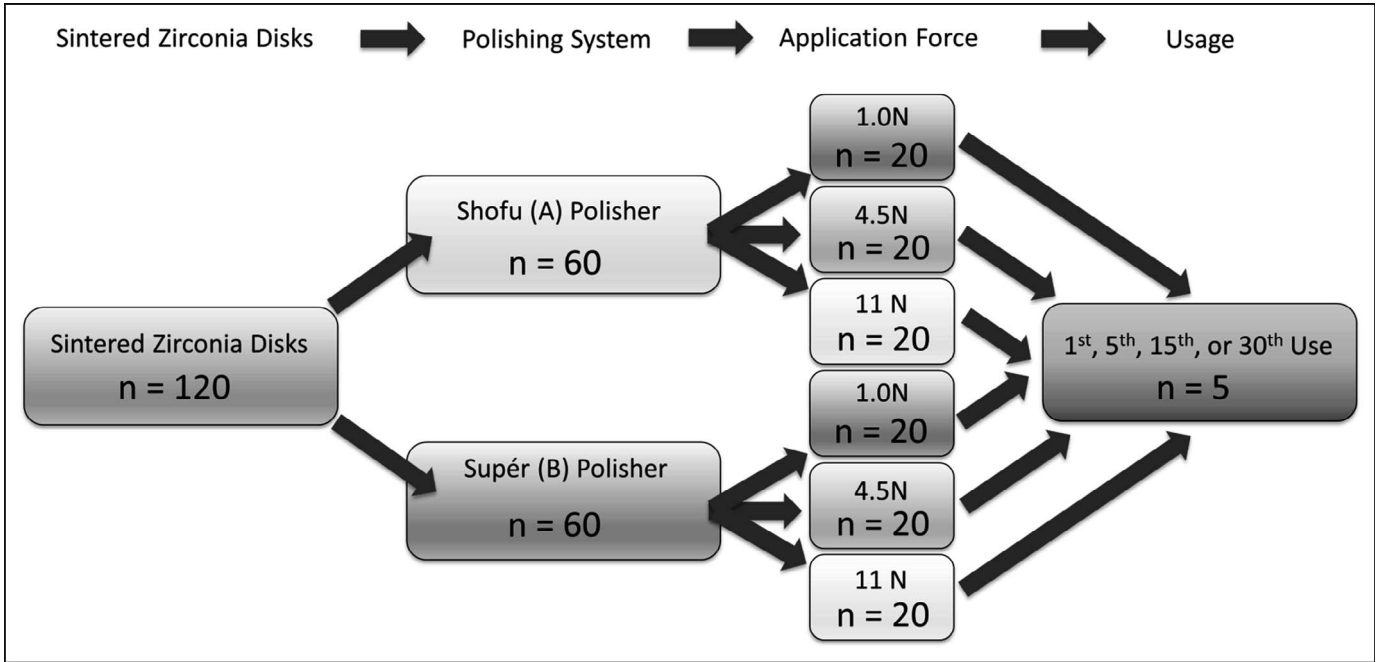 Sintered Zirconia Disks
Polishing System
Application Force
Usage
Sintered Zirconia Disks
n = 120
Shofu (A) Polisher
n = 60
Supér (B) Polisher
n = 60
1.0N
n = 20
4.5N
n = 20
11 N
n = 20
1.0N
n = 20
4.5N
n = 20
11 N
n = 20
1st, 5th, 15th, or 30th Use
n = 5